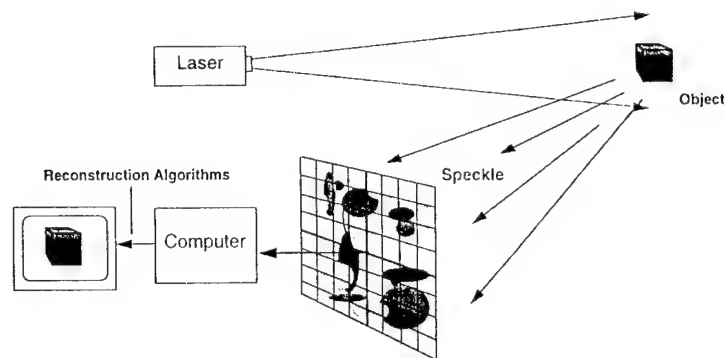 Laser
Object
Speckle
Reconstruction Algorithms
Computer